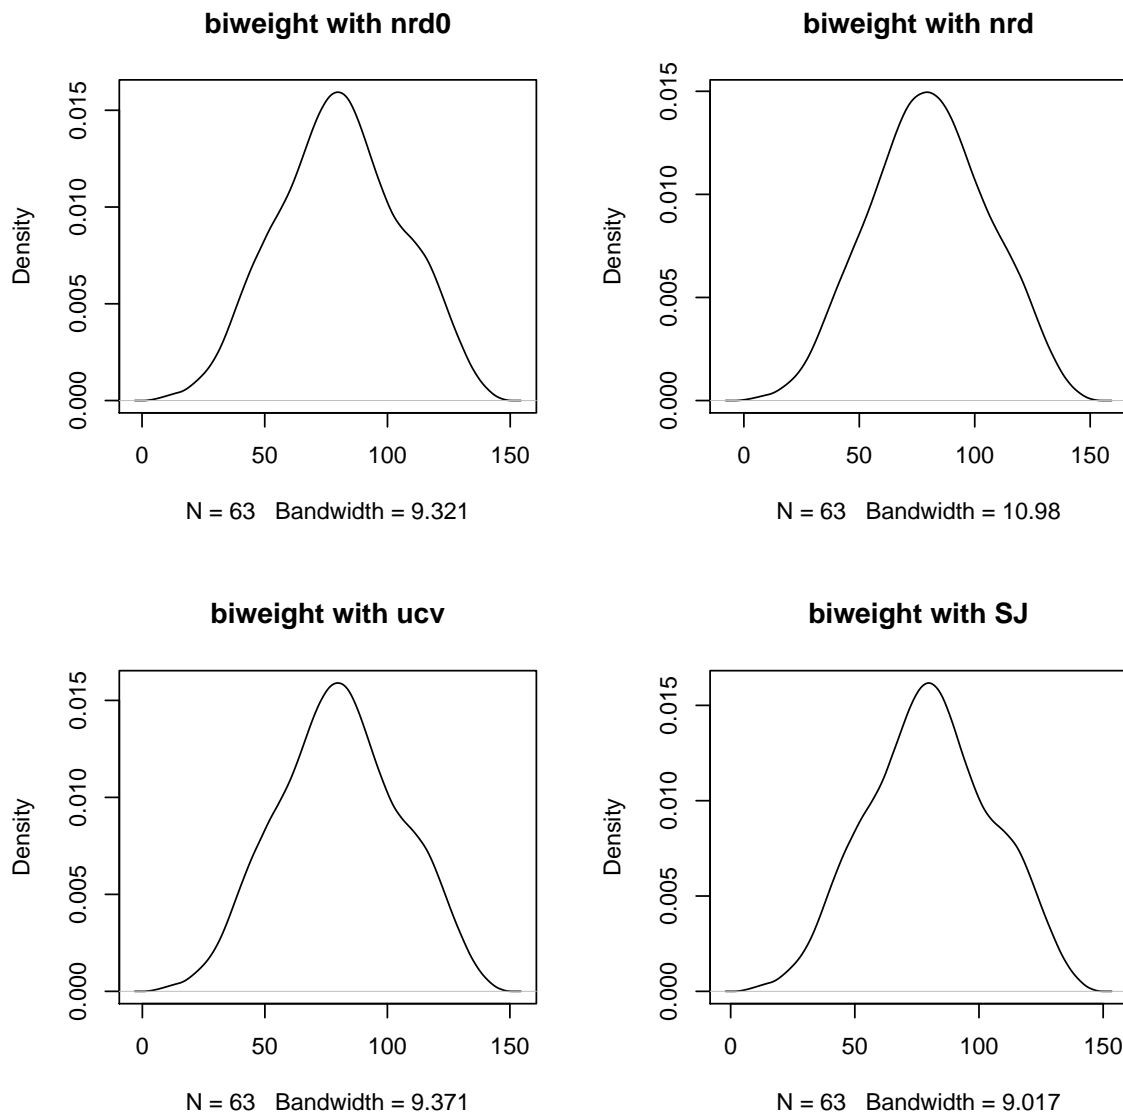 biweight with nrd0
Density
0.000 0.005 0.010 0.015
0 50 100 150
N = 63 Bandwidth = 9.321
biweight with nrd
Density
0.000 0.005 0.010 0.015
0 50 100 150
N = 63 Bandwidth = 10.98
biweight with ucv
Density
0.000 0.005 0.010 0.015
0 50 100 150
N = 63 Bandwidth = 9.371
biweight with SJ
Density
0.000 0.005 0.010 0.015
0 50 100 150
N = 63 Bandwidth = 9.017